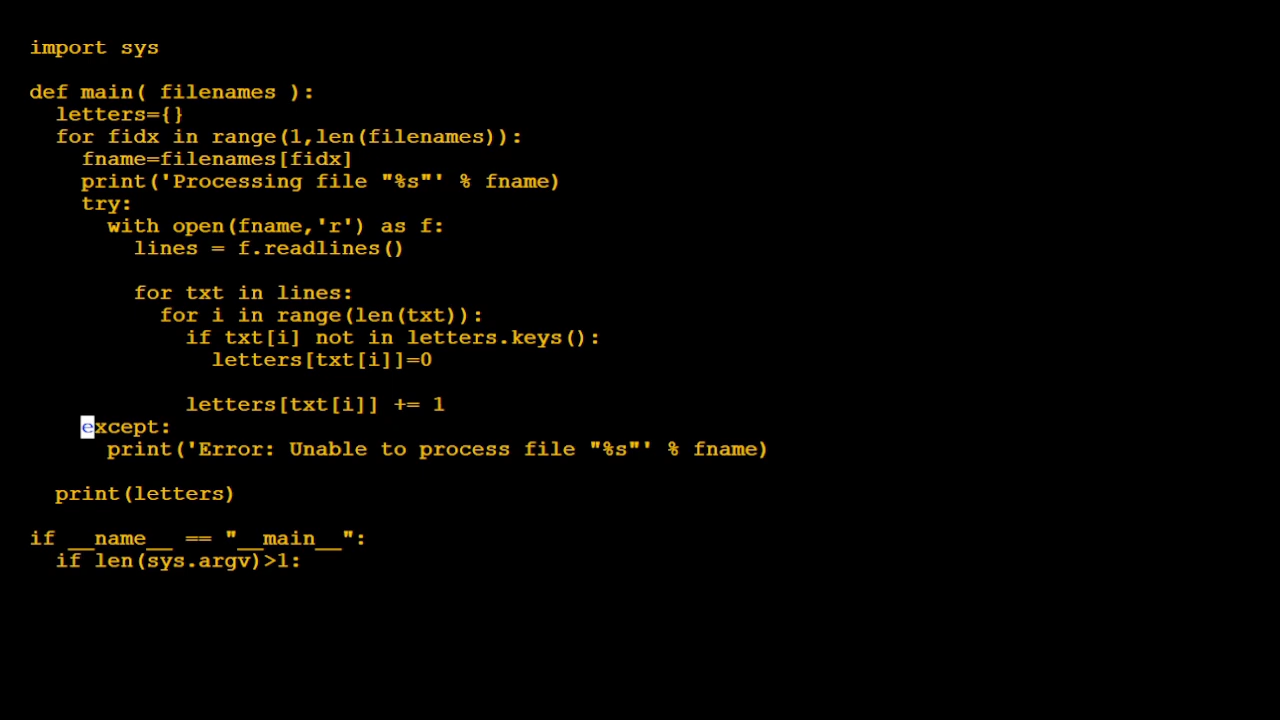 import sys
def main( filenames ):
  letters={}
  for fidx in range(1,len(filenames)):
    fname=filenames[fidx]
    print('Processing file "%s"' % fname)
    try:
      with open(fname,'r') as f:
        lines = f.readlines()
        for txt in lines:
          for i in range(len(txt)):
            if txt[i] not in letters.keys():
              letters[txt[i]]=0
            letters[txt[i]] += 1
    except:
      print('Error: Unable to process file "%s"' % fname)
  print(letters)
if __name__ == "__main__":
  if len(sys.argv)>1: